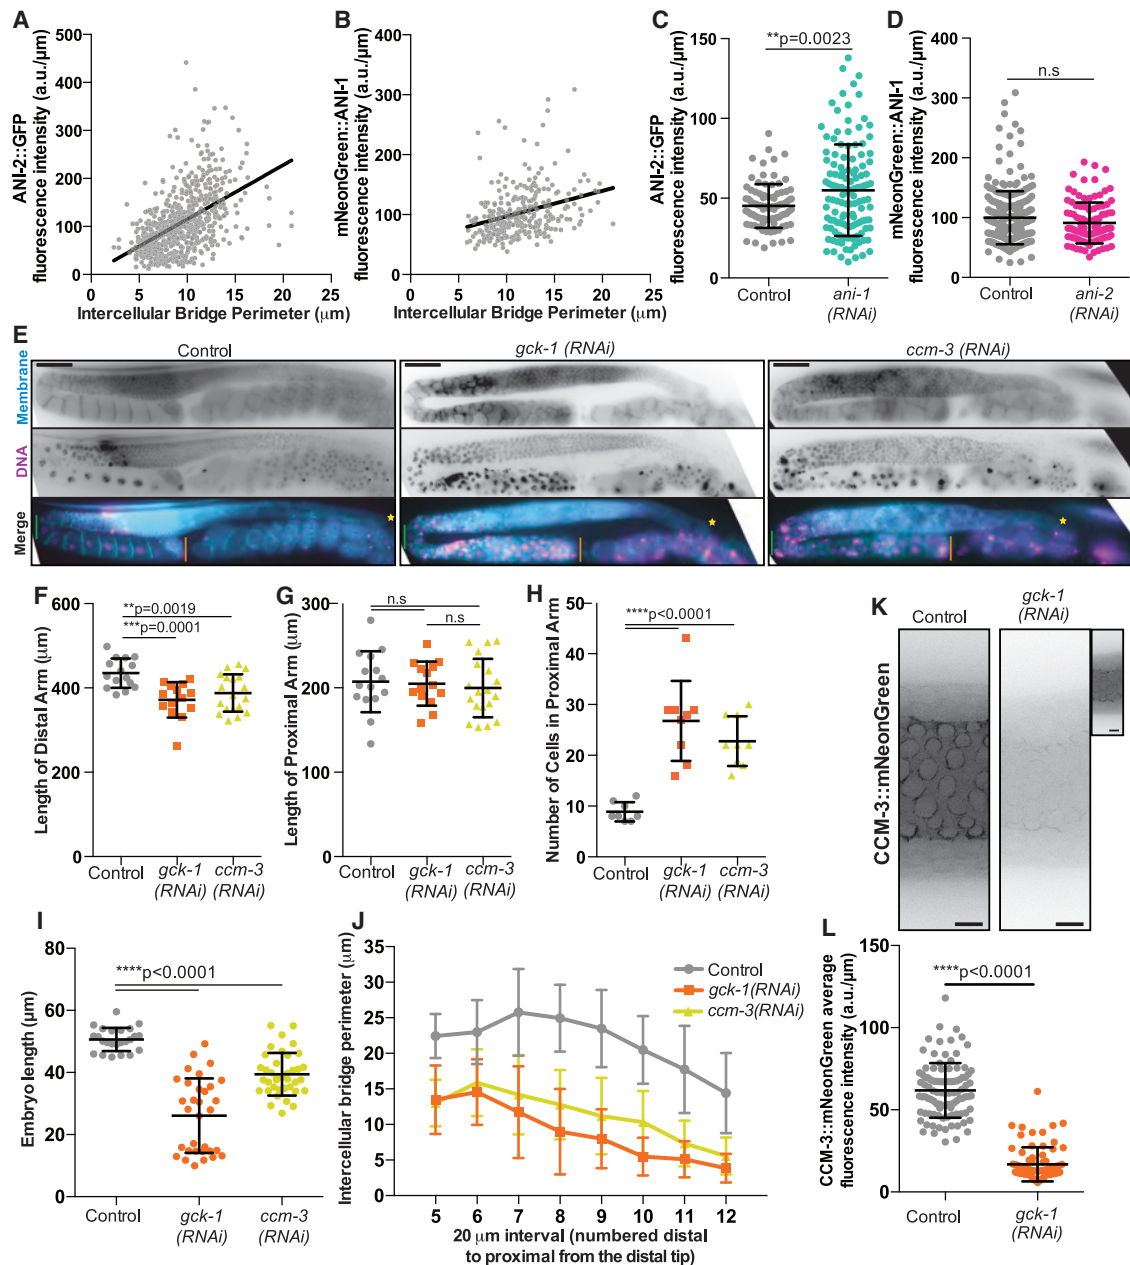 A
ANI-2::GFP
fluorescence intensity (a.u./µm)
500
400
300
200
100
0
0 5 10 15 20 25
Intercellular Bridge Perimeter (µm)
B
mNeonGreen::ANI-1
fluorescence intensity (a.u./µm)
400
300
200
100
0
0 5 10 15 20 25
Intercellular Bridge Perimeter (µm)
C
ANI-2::GFP
fluorescence intensity (a.u./µm)
150
100
50
0
**p=0.0023
Control
ani-1
(RNAi)
D
mNeonGreen::ANI-1
fluorescence intensity (a.u./µm)
400
300
200
100
0
n.s
Control
ani-2
(RNAi)
E
Control
gck-1 (RNAi)
ccm-3 (RNAi)
Membrane
DNA
Merge
F
Length of Distal Arm (µm)
600
400
200
0
**p=0.0019
***p=0.0001
Control
gck-1
(RNAi)
ccm-3
(RNAi)
G
Length of Proximal Arm (µm)
300
200
100
0
n.s
n.s
Control
gck-1
(RNAi)
ccm-3
(RNAi)
H
Number of Cells in Proximal Arm
50
40
30
20
10
0
****p<0.0001
Control
gck-1
(RNAi)
ccm-3
(RNAi)
I
Embryo length (µm)
80
60
40
20
0
****p<0.0001
Control
gck-1
(RNAi)
ccm-3
(RNAi)
J
Intercellular bridge perimeter (µm)
35
30
25
20
15
10
5
0
Control
gck-1(RNAi)
ccm-3(RNAi)
5 6 7 8 9 10 11 12
20 µm interval (numbered distal
to proximal from the distal tip)
K
CCM-3::mNeonGreen
Control
gck-1
(RNAi)
L
CCM-3::mNeonGreen average
fluorescence intensity (a.u./µm)
150
100
50
0
****p<0.0001
Control
gck-1
(RNAi)